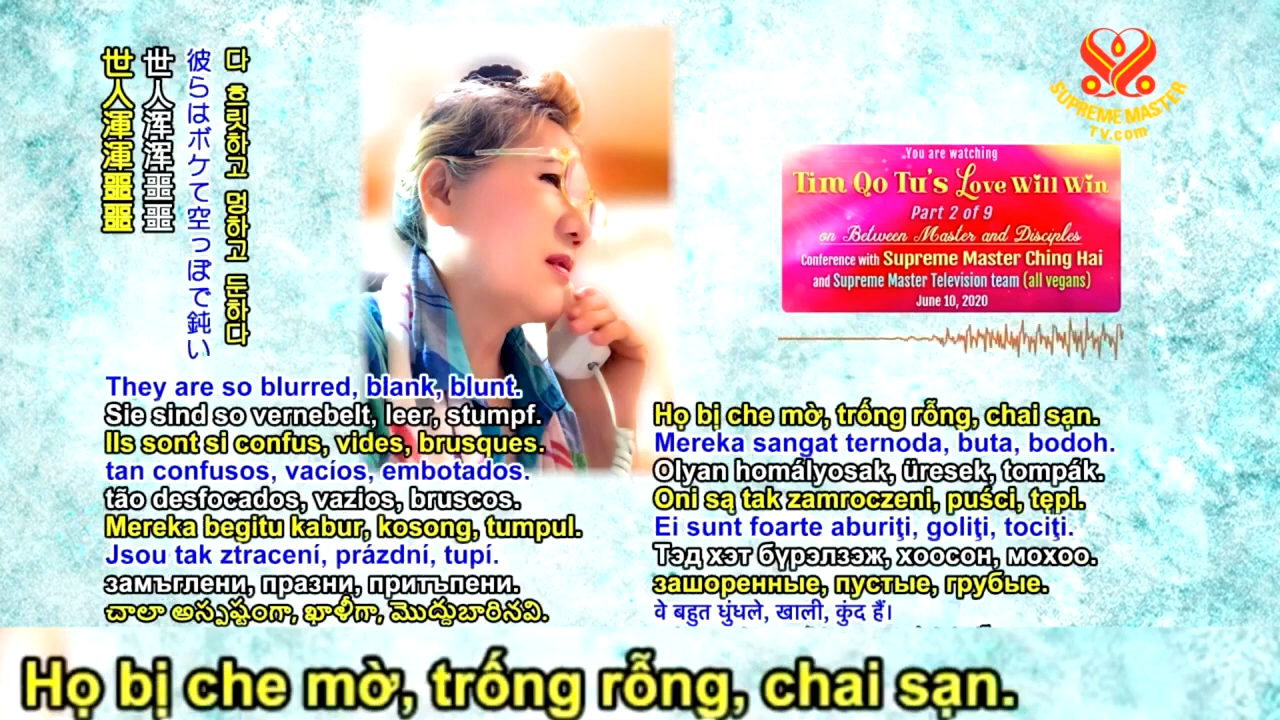 世人渾渾噩噩
世人浑浑噩噩
彼らはボケて空っぽで鈍い
다 흐릿하고 멍하고 둔하다
SUPREME MASTER
TV.com
You are watching
Tim Qo Tu's Love Will Win
Part 2 of 9
on Between Master and Disciples
Conference with Supreme Master Ching Hai
and Supreme Master Television team (all vegans)
June 10, 2020
They are so blurred, blank, blunt.
Sie sind so vernebelt, leer, stumpf.
Ils sont si confus, vides, brusques.
tan confusos, vacíos, embotados.
tão desfocados, vazios, bruscos.
Mereka begitu kabur, kosong, tumpul.
Jsou tak ztracení, prázdní, tupí.
замъглени, празни, притъпени.
చాలా అస్పష్టంగా, ఖాళీగా, మొద్దుబారినవి.
Họ bị che mờ, trống rỗng, chai sạn.
Mereka sangat ternoda, buta, bodoh.
Olyan homályosak, üresek, tompák.
Oni są tak zamroczeni, puści, tępi.
Ei sunt foarte aburiţi, goliţi, tociţi.
Тэд хэт бүрэлзэж, хоосон, мохоо.
зашоренные, пустые, грубые.
वे बहुत धुंधले, खाली, कुंद हैं।
Họ bị che mờ, trống rỗng, chai sạn.